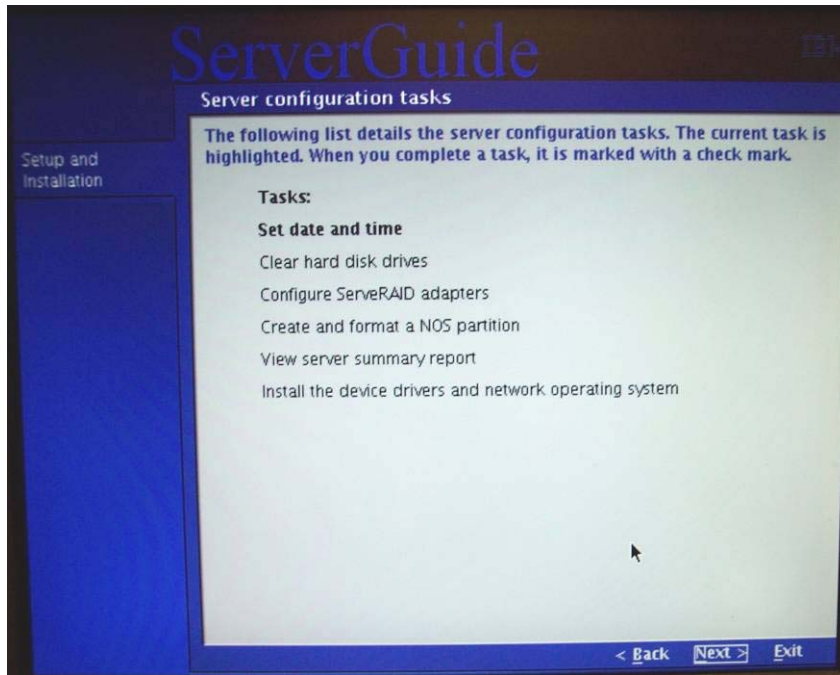 ServerGuide
IBM
Server configuration tasks
Setup and
Installation
The following list details the server configuration tasks. The current task is
highlighted. When you complete a task, it is marked with a check mark.
Tasks:
Set date and time
Clear hard disk drives
Configure ServeRAID adapters
Create and format a NOS partition
View server summary report
Install the device drivers and network operating system
< Back Next > Exit